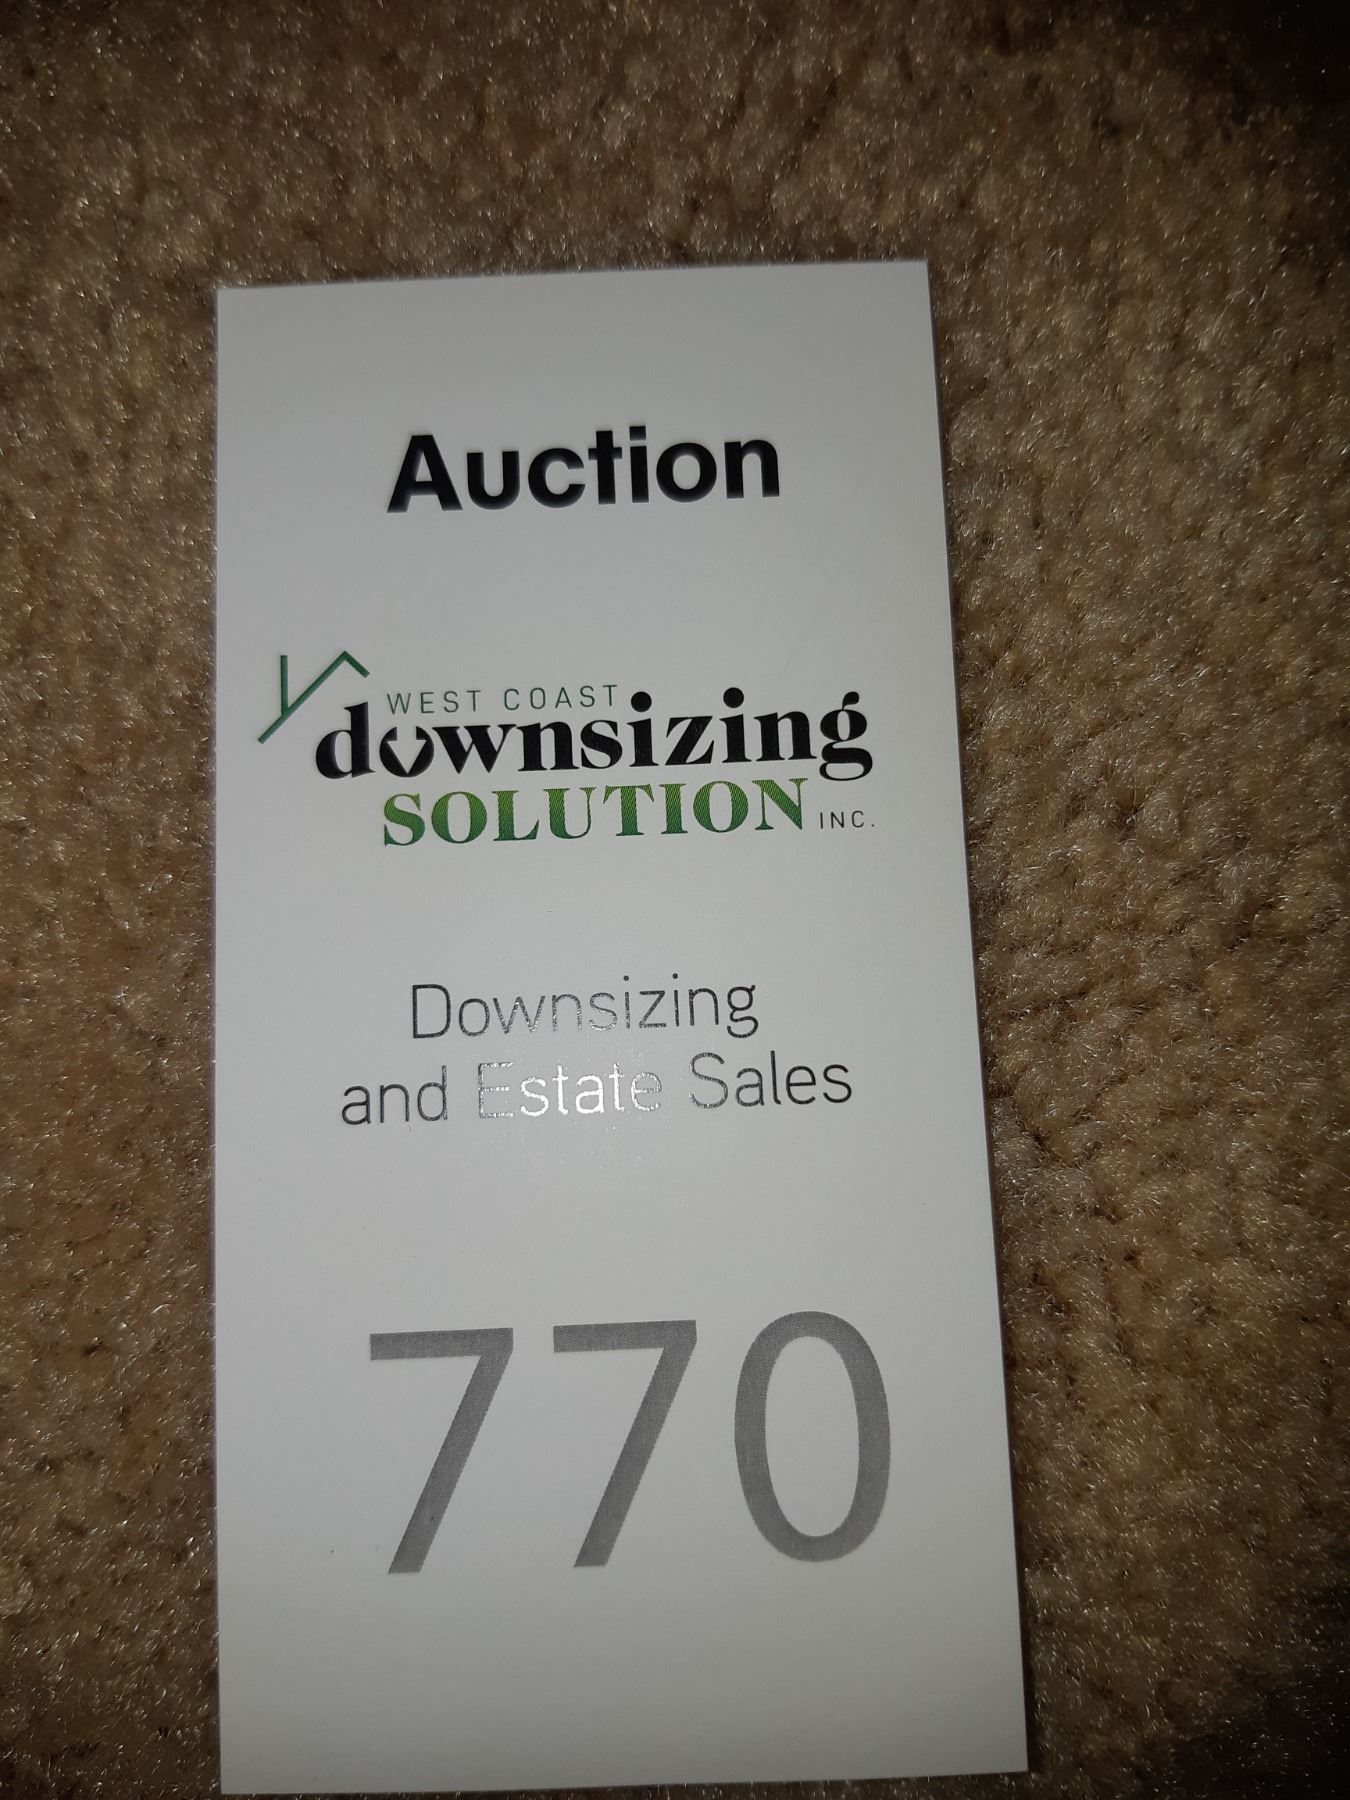 Auction
WEST COAST
downsizing
SOLUTION INC.
Downsizing
and Estate Sales
770